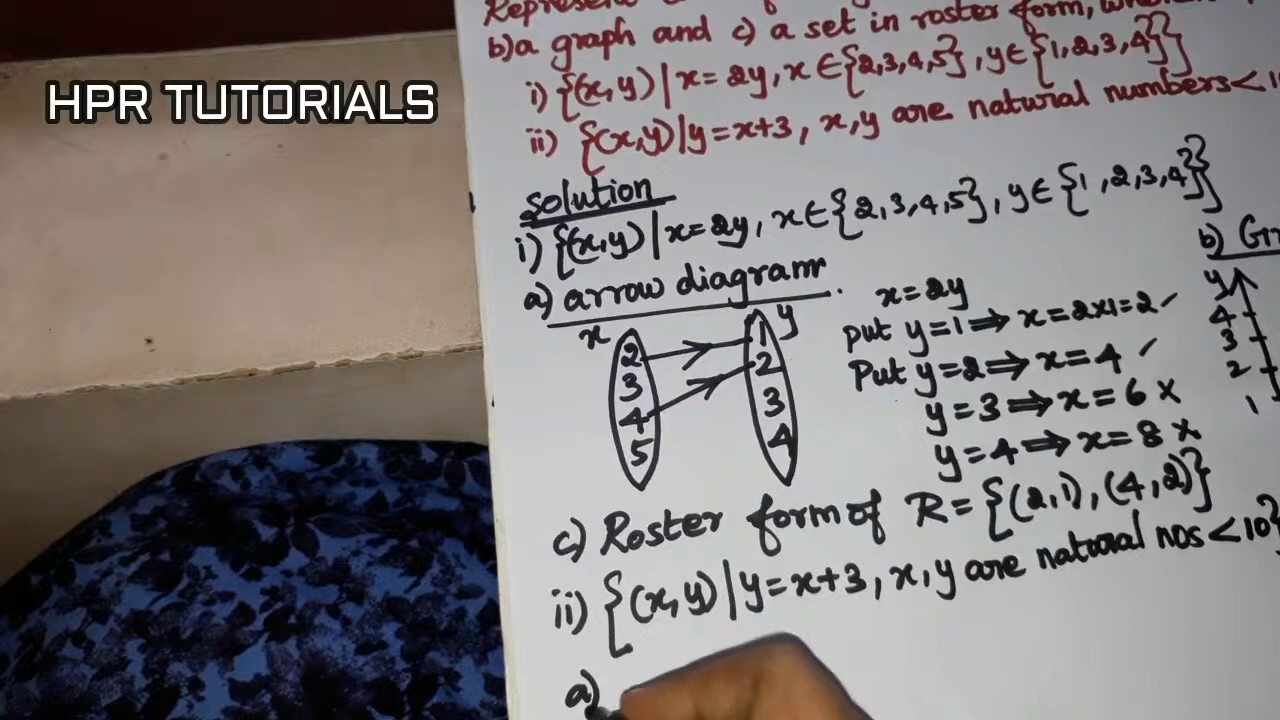 HPR TUTORIALS
Represent
b) a graph and c) a set in roster form,
i) {(x,y) | x = 2y, x ∈ {2,3,4,5}, y ∈ {1,2,3,4}}
ii) {(x,y) | y = x+3, x,y are natural numbers < 1
solution
i) {(x,y) | x = 2y, x ∈ {2,3,4,5}, y ∈ {1,2,3,4}}
a) arrow diagram.
x y
2 1
3 2
4 3
5 4
x = 2y
put y=1 ⇒ x = 2×1 = 2 ✓
Put y=2 ⇒ x = 4 ✓
y = 3 ⇒ x = 6 ×
y = 4 ⇒ x = 8 ×
b) Gr
y
4
3
2
1
c) Roster form of R = {(2,1), (4,2)}
ii) {(x,y) | y = x+3, x,y are natural nos < 10}
a)